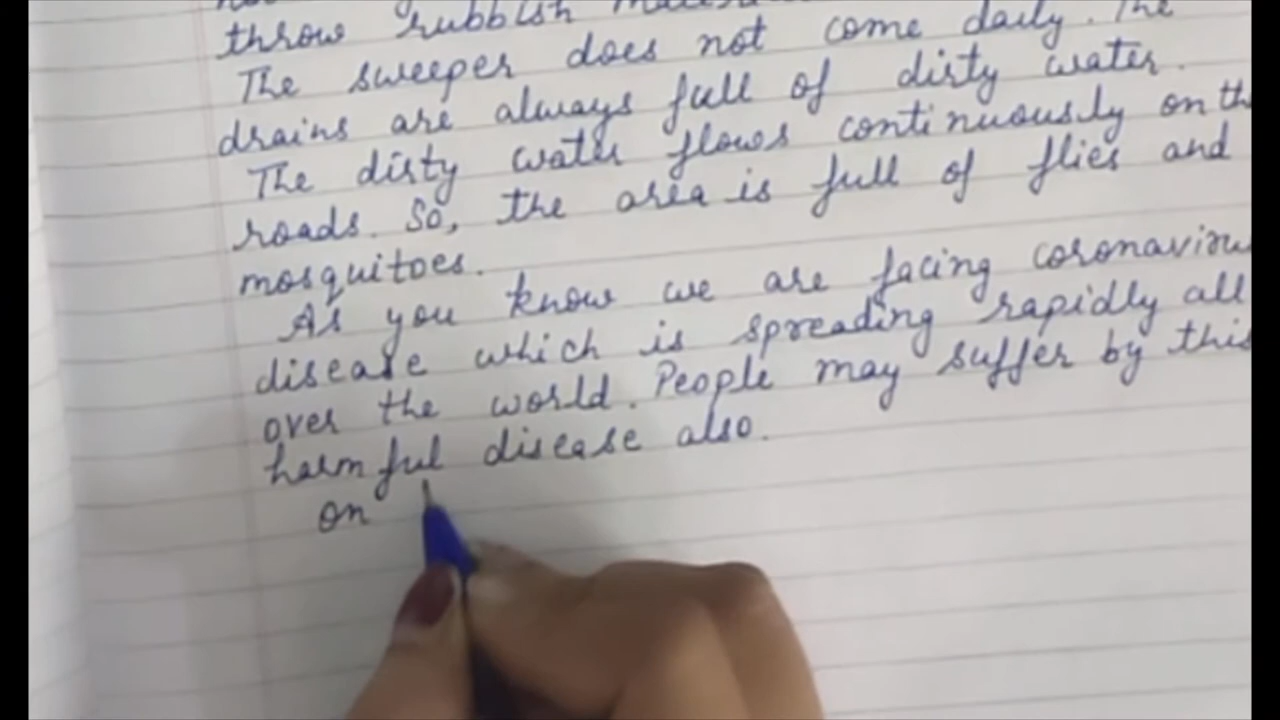 throw rubbish
The sweeper does not come daily. The
drains are always full of dirty water.
The dirty water flows continuously on th
roads. So, the area is full of flies and
mosquitoes.
As you know we are facing coronaviru
disease which is spreading rapidly all
over the world. People may suffer by this
harmful disease also.
On